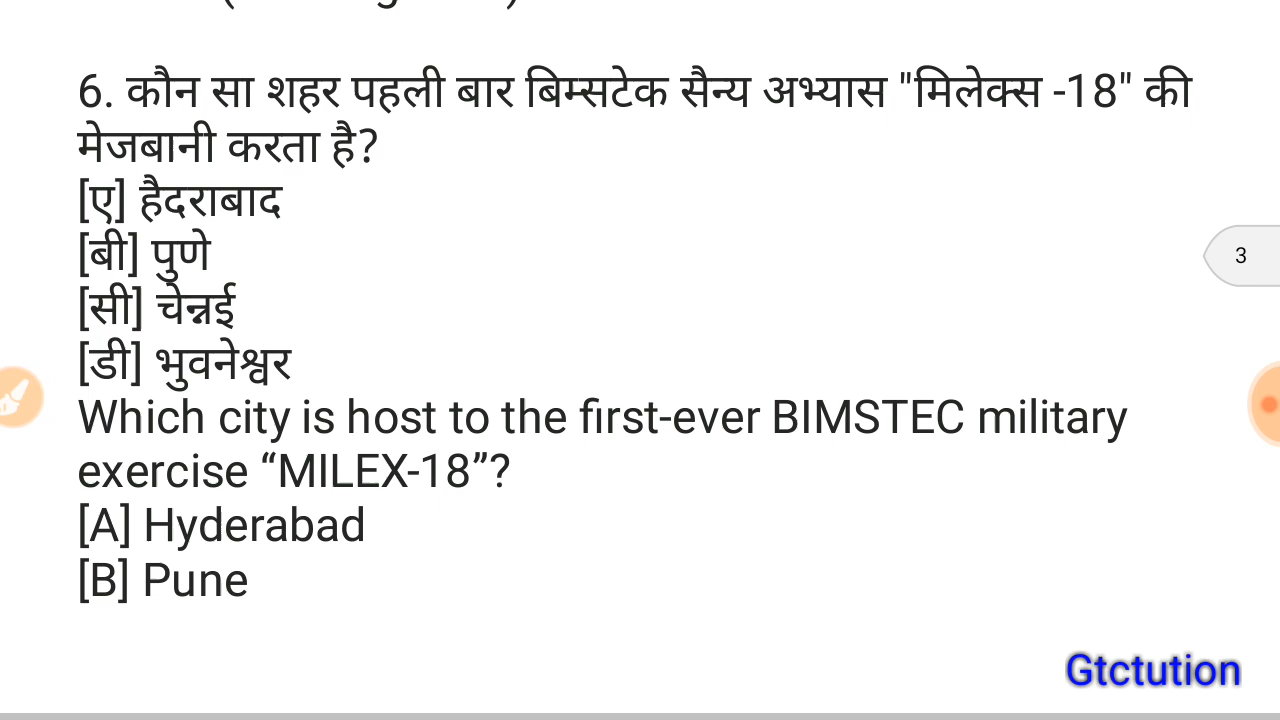 6. कौन सा शहर पहली बार बिम्सटेक सैन्य अभ्यास "मिलेक्स -18" की
मेजबानी करता है?
[ए] हैदराबाद
[बी] पुणे
[सी] चेन्नई
[डी] भुवनेश्वर
3
Which city is host to the first-ever BIMSTEC military
exercise “MILEX-18”?
[A] Hyderabad
[B] Pune
Gtctution